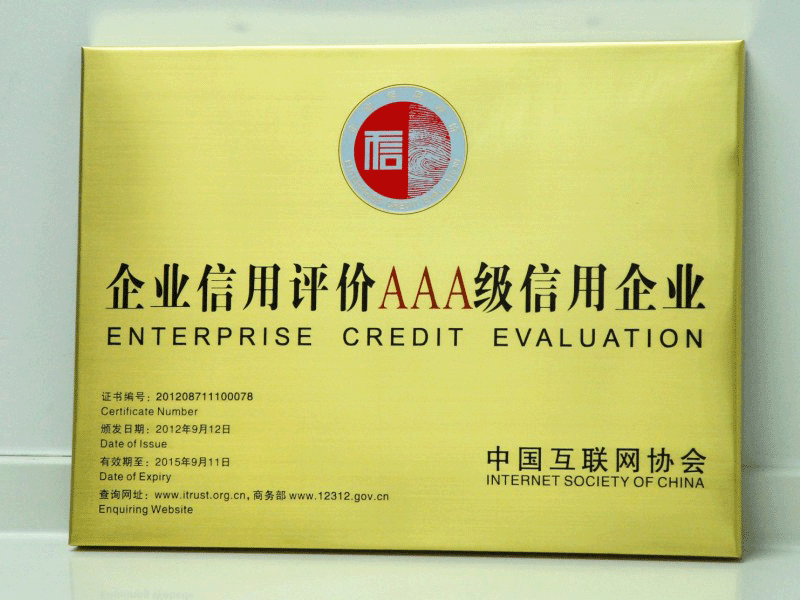 信
企业信用评价AAA级信用企业
ENTERPRISE CREDIT EVALUATION
证书编号：201208711100078
Certificate Number
颁发日期：2012年9月12日
Date of Issue
有效期至：2015年9月11日
Date of Expiry
查询网址：www.itrust.org.cn，商务部 www.12312.gov.cn
Enquiring Website
中国互联网协会
INTERNET SOCIETY OF CHINA